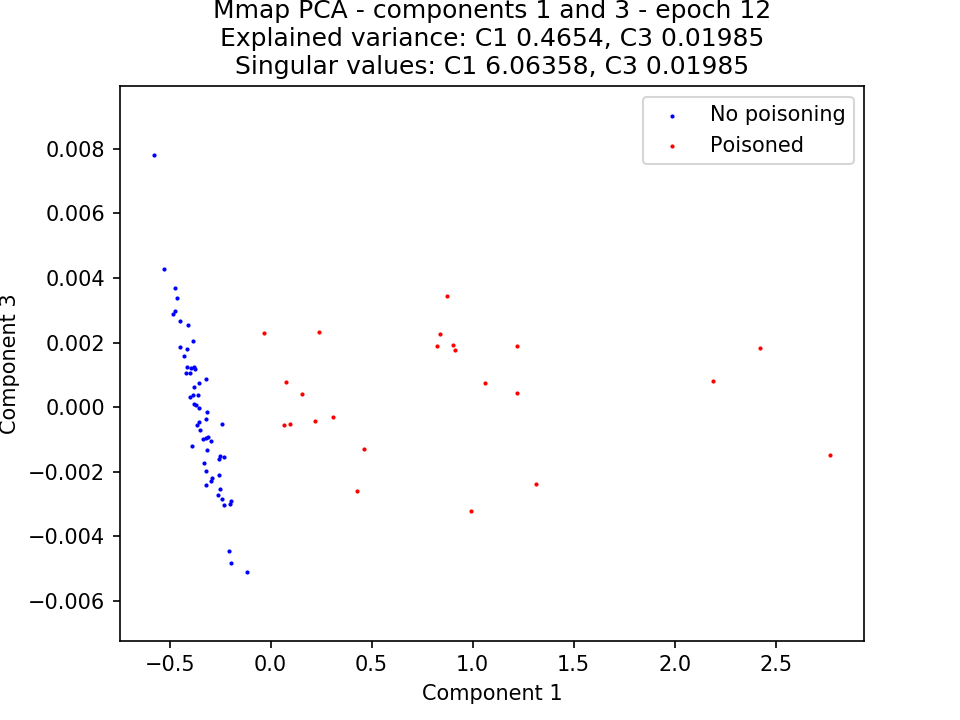 Mmap PCA - components 1 and 3 - epoch 12
Explained variance: C1 0.4654, C3 0.01985
Singular values: C1 6.06358, C3 0.01985
No poisoning
Poisoned
0.008
0.006
0.004
0.002
0.000
−0.002
−0.004
−0.006
Component 3
−0.5
0.0
0.5
1.0
1.5
2.0
2.5
Component 1